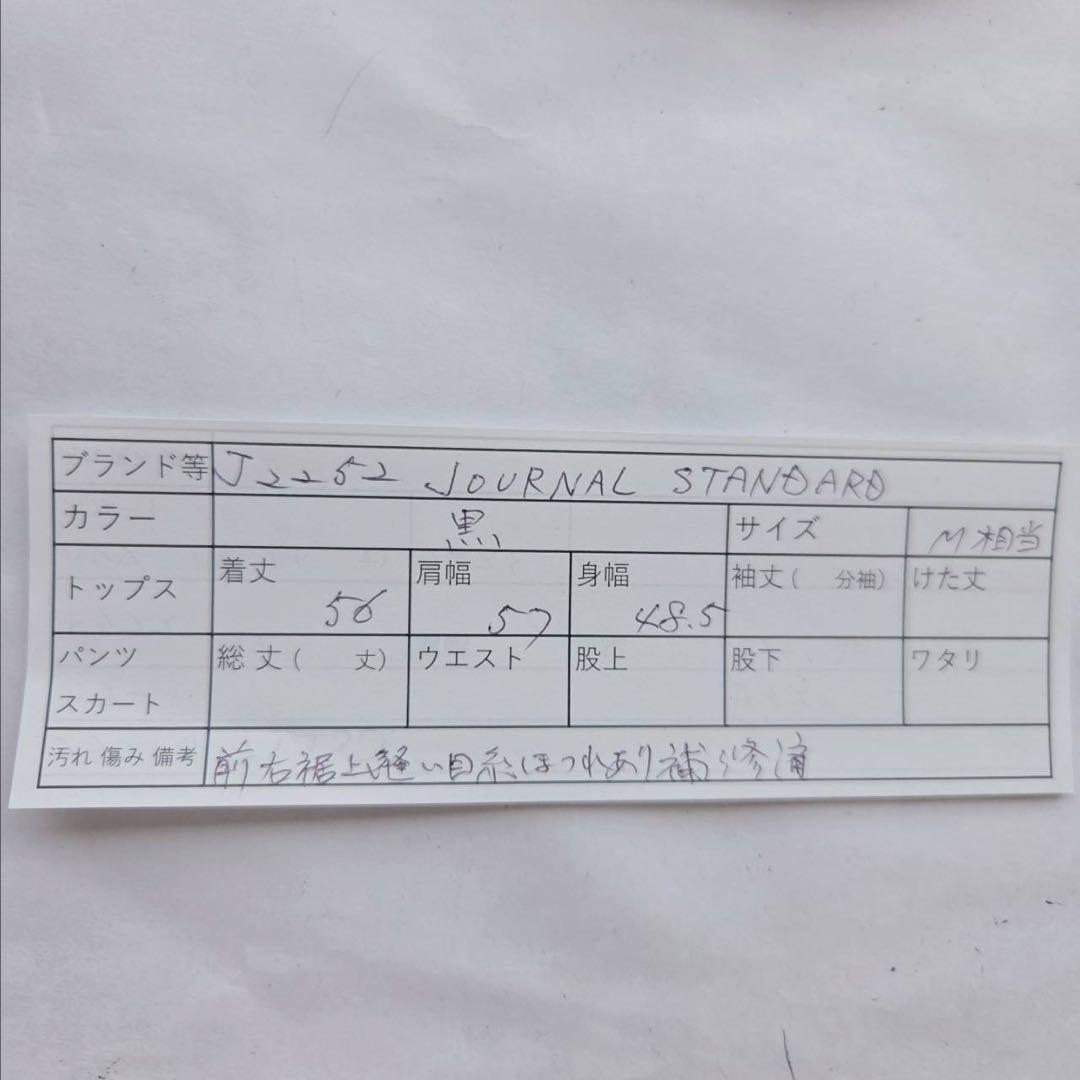 ブランド等 J2252 JOURNAL STANDARD
カラー 黒 サイズ M相当
トップス 着丈 56 肩幅 57 身幅 48.5 袖丈( 分袖) けた丈
パンツ スカート 総丈( 丈) ウエスト 股上 股下 ワタリ
汚れ 傷み 備考 前右裾上縫い目糸ほつれあり補修済